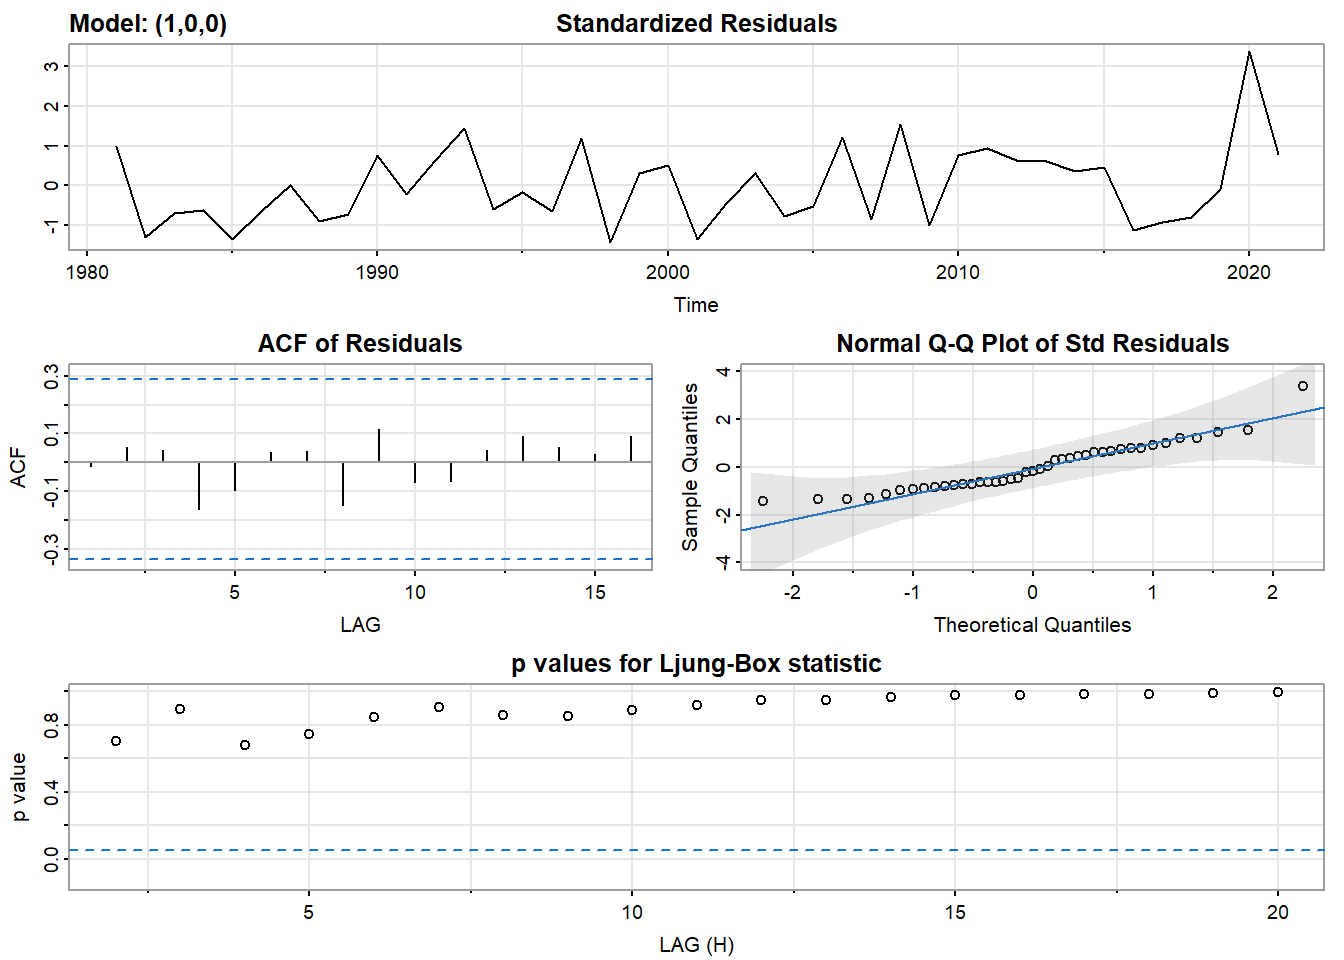 Model: (1,0,0) Standardized Residuals
3
2
1
0
-1
1980 1990 2000 2010 2020
Time
ACF of Residuals
ACF
0.3
0.1
-0.1
-0.3
5 10 15
LAG
Normal Q-Q Plot of Std Residuals
Sample Quantiles
4
2
0
-2
-4
-2 -1 0 1 2
Theoretical Quantiles
p values for Ljung-Box statistic
p value
0.8
0.4
0.0
5 10 15 20
LAG (H)